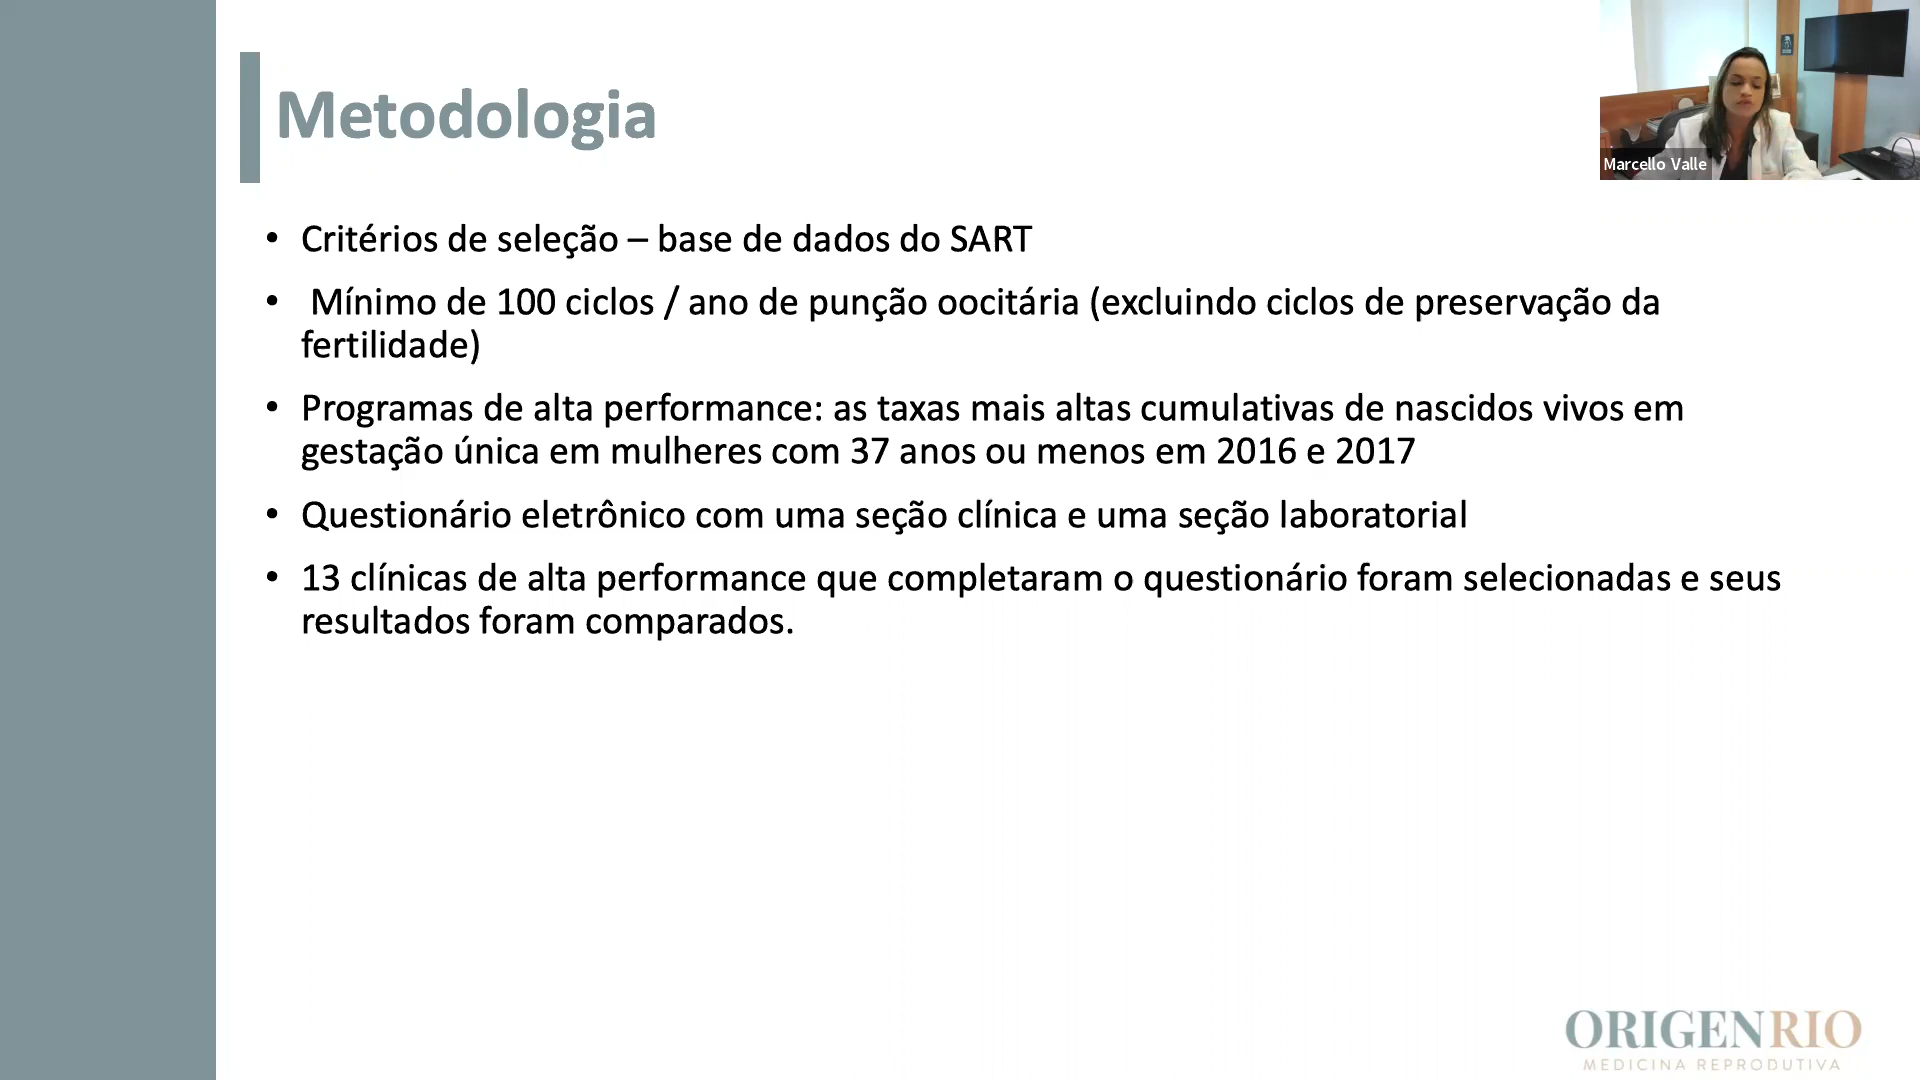 Metodologia
Marcello Valle
• Critérios de seleção – base de dados do SART
• Mínimo de 100 ciclos / ano de punção oocitária (excluindo ciclos de preservação da
fertilidade)
• Programas de alta performance: as taxas mais altas cumulativas de nascidos vivos em
gestação única em mulheres com 37 anos ou menos em 2016 e 2017
• Questionário eletrônico com uma seção clínica e uma seção laboratorial
• 13 clínicas de alta performance que completaram o questionário foram selecionadas e seus
resultados foram comparados.
ORIGENRIO
MEDICINA REPRODUTIVA